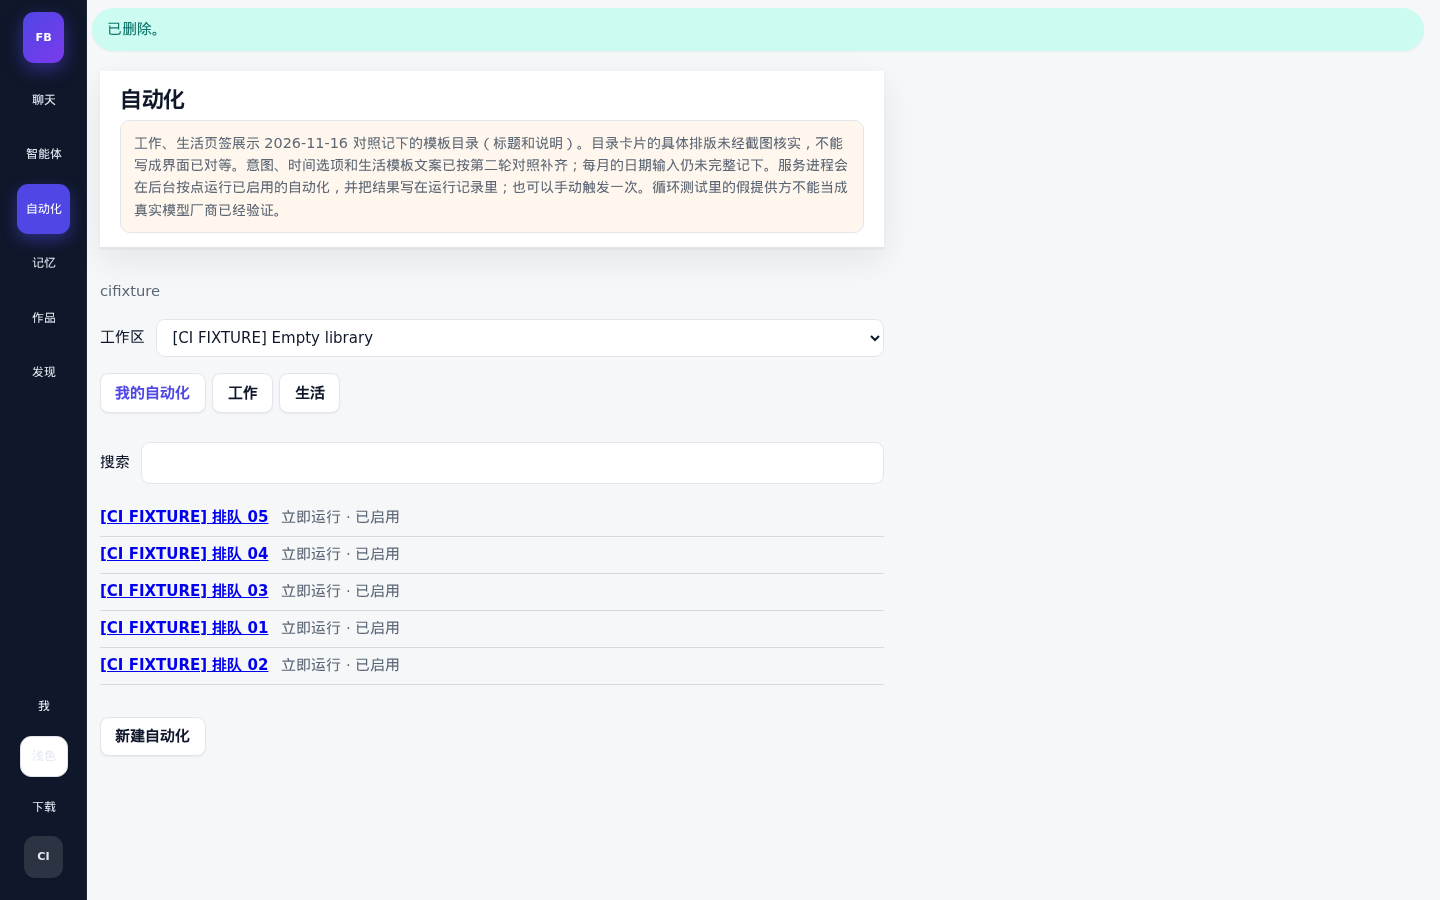 FB
聊天
智能体
自动化
记忆
作品
发现
我
浅色
下载
CI
已删除。
自动化
工作、生活页签展示 2026-11-16 对照记下的模板目录（标题和说明）。目录卡片的具体排版未经截图核实，不能
写成界面已对等。意图、时间选项和生活模板文案已按第二轮对照补齐；每月的日期输入仍未完整记下。服务进程会
在后台按点运行已启用的自动化，并把结果写在运行记录里；也可以手动触发一次。循环测试里的假提供方不能当成
真实模型厂商已经验证。
cifixture
工作区 [CI FIXTURE] Empty library
我的自动化 工作 生活
搜索
[CI FIXTURE] 排队 05 立即运行 · 已启用
[CI FIXTURE] 排队 04 立即运行 · 已启用
[CI FIXTURE] 排队 03 立即运行 · 已启用
[CI FIXTURE] 排队 01 立即运行 · 已启用
[CI FIXTURE] 排队 02 立即运行 · 已启用
新建自动化